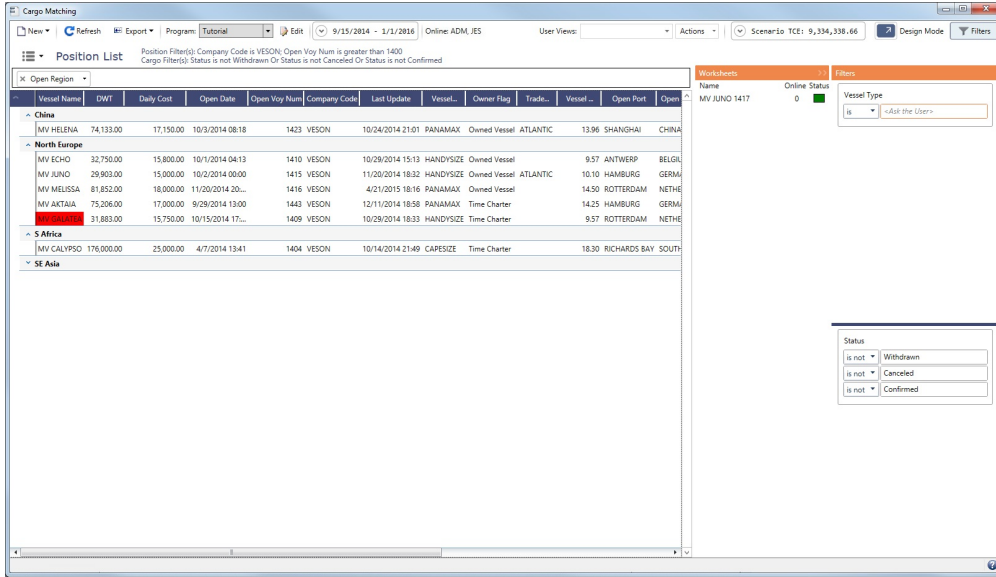 Cargo Matching
New Refresh Export Program: Tutorial Edit 9/15/2014 - 1/1/2016 Online: ADM, JES User Views: Actions Scenario TCE: 9,334,338.66 Design Mode Filters
Position List
Position Filter(s): Company Code is VESON; Open Voy Num is greater than 1400
Cargo Filter(s): Status is not Withdrawn Or Status is not Canceled Or Status is not Confirmed
Open Region
Vessel Name DWT Daily Cost Open Date Open Voy Num Company Code Last Update Vessel... Owner Flag Trade... Vessel ... Open Port Open
China
MV HELENA 74,133.00 17,150.00 10/3/2014 08:18 1423 VESON 10/24/2014 21:01 PANAMAX Owned Vessel ATLANTIC 13.96 SHANGHAI CHINA
North Europe
MV ECHO 32,750.00 15,800.00 10/1/2014 04:13 1410 VESON 10/29/2014 15:13 HANDYSIZE Owned Vessel 9.57 ANTWERP BELGIU
MV JUNO 29,903.00 15,000.00 10/2/2014 00:00 1415 VESON 11/20/2014 18:32 HANDYSIZE Owned Vessel ATLANTIC 10.10 HAMBURG GERMA
MV MELISSA 81,852.00 18,000.00 11/20/2014 20:... 1416 VESON 4/21/2015 18:16 PANAMAX Owned Vessel 14.50 ROTTERDAM NETHE
MV AKTAIA 75,206.00 17,000.00 9/29/2014 13:00 1443 VESON 12/11/2014 18:58 PANAMAX Time Charter 14.25 HAMBURG GERMA
MV GALATEA 31,883.00 15,750.00 10/15/2014 17:... 1409 VESON 10/29/2014 18:33 HANDYSIZE Time Charter 9.57 ROTTERDAM NETHE
S Africa
MV CALYPSO 176,000.00 25,000.00 4/7/2014 13:41 1404 VESON 10/14/2014 21:49 CAPESIZE Time Charter 18.30 RICHARDS BAY SOUTH
SE Asia
Worksheets
Name Online Status
MV JUNO 1417 0
Filters
Vessel Type
is <Ask the User>
Status
is not Withdrawn
is not Canceled
is not Confirmed